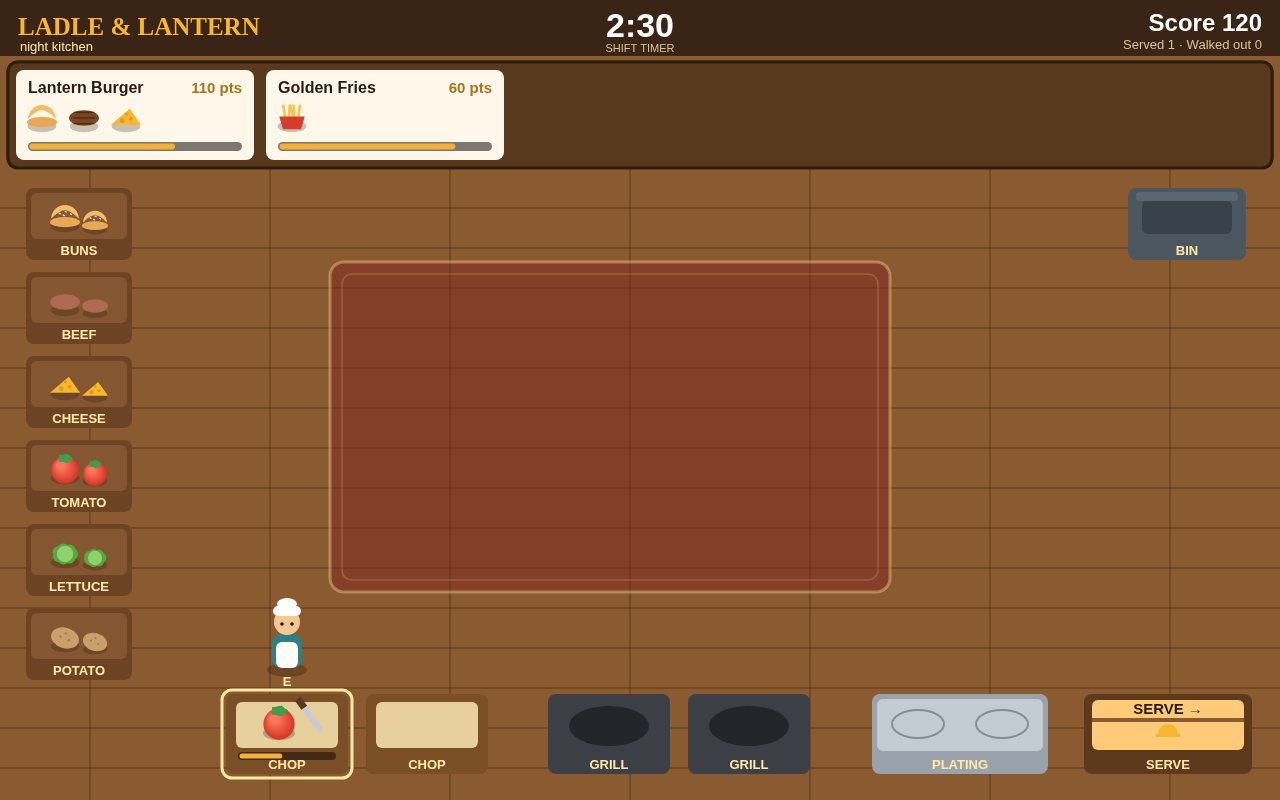 LADLE & LANTERN
night kitchen
2:30
SHIFT TIMER
Score 120
Served 1 · Walked out 0
Lantern Burger 110 pts
Golden Fries 60 pts
BUNS
BIN
BEEF
CHEESE
TOMATO
LETTUCE
POTATO
E
CHOP
CHOP
GRILL
GRILL
PLATING
SERVE →
SERVE